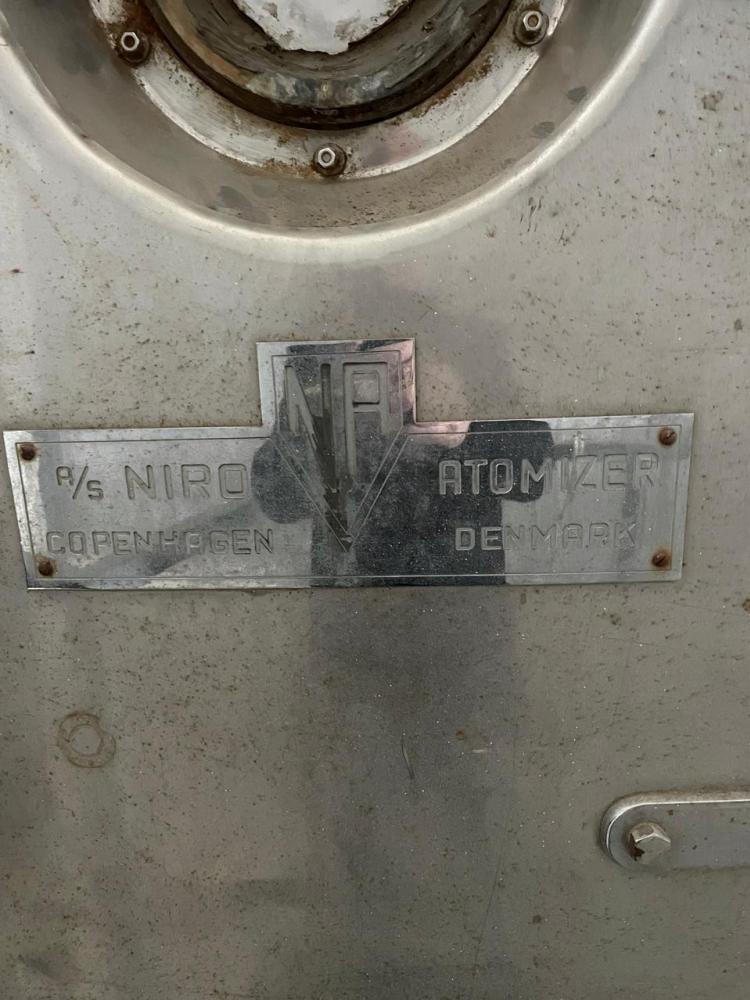 NA
A/S NIRO ATOMIZER
COPENHAGEN DENMARK